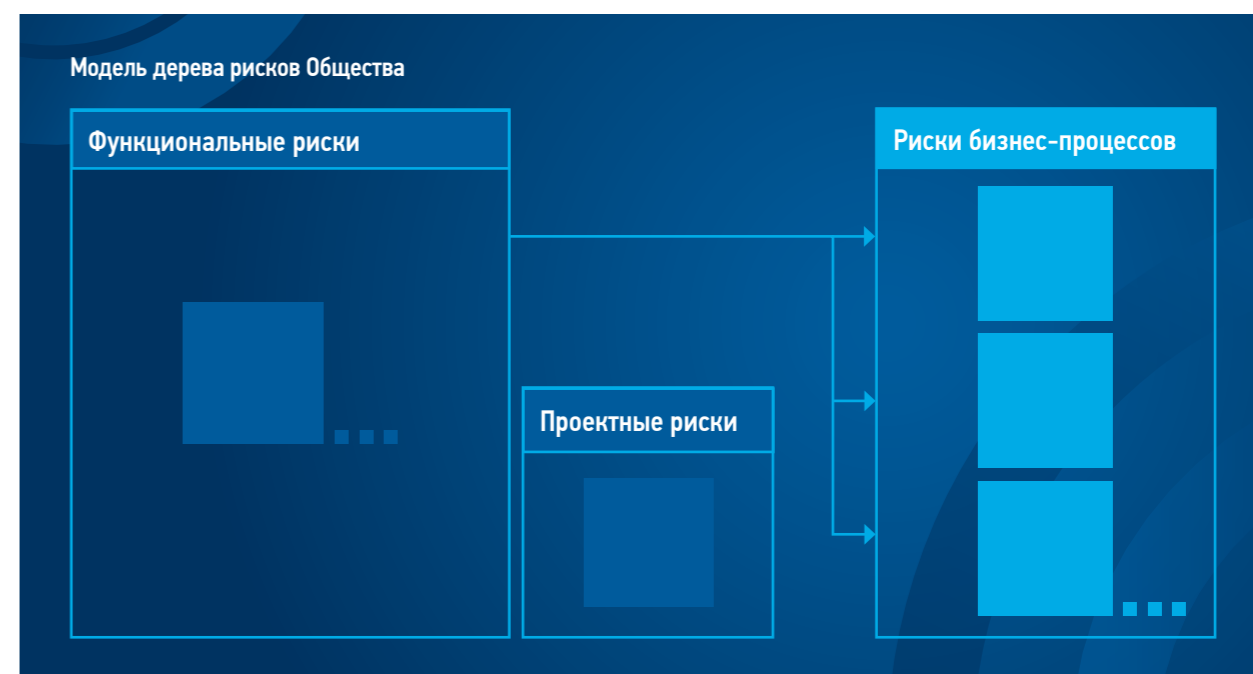 Модель дерева рисков Общества
Функциональные риски
Риски бизнес-процессов
Проектные риски